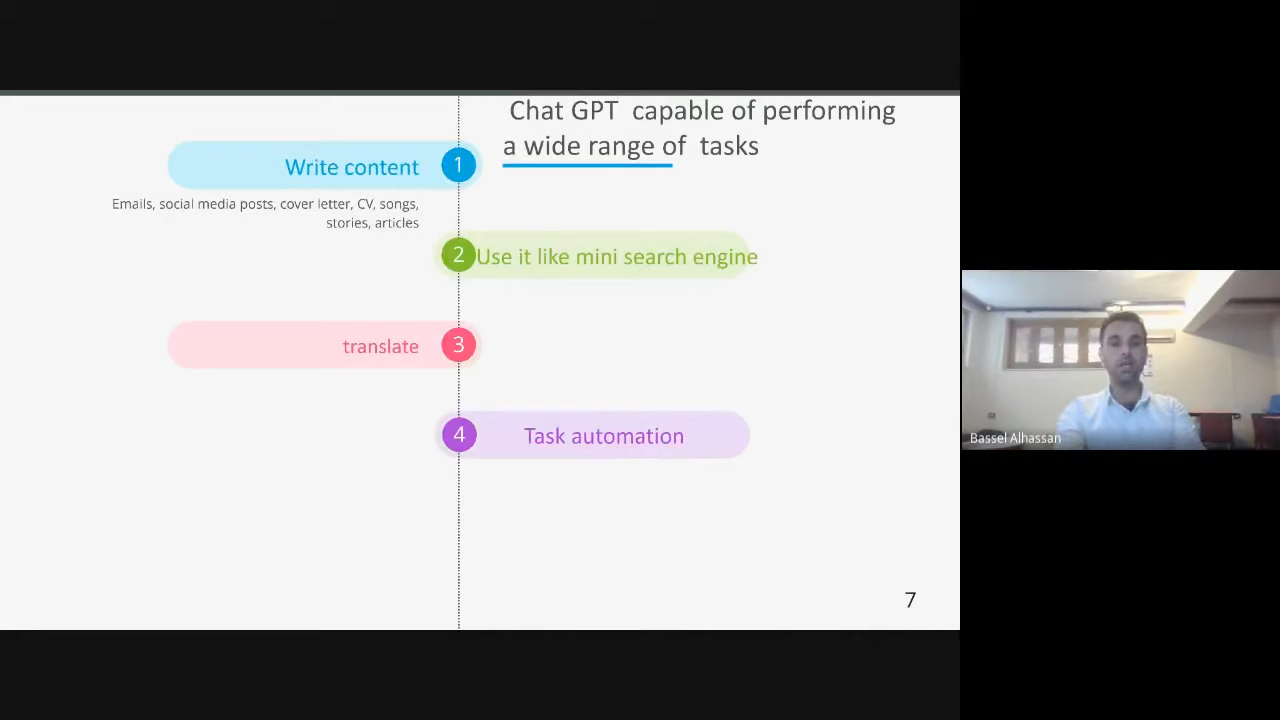 Chat GPT  capable of performing
a wide range of  tasks
1
Write content
Emails, social media posts, cover letter, CV, songs,
stories, articles
2
Use it like mini search engine
3
translate
4
Task automation
7
Bassel Alhassan